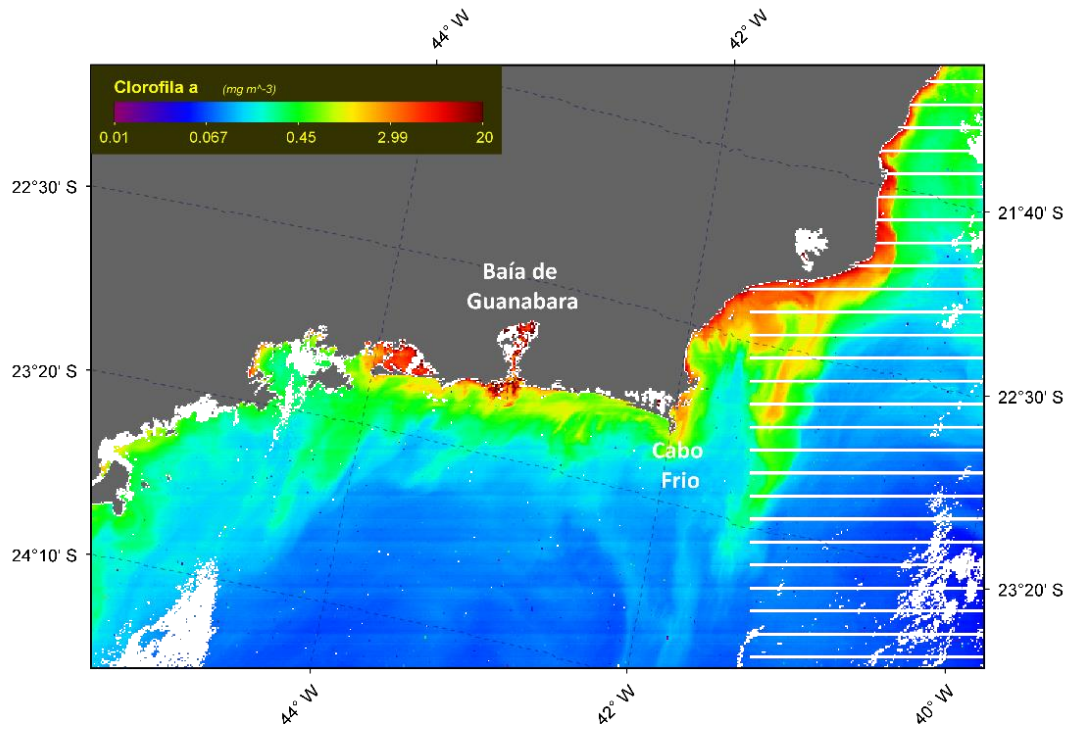 44° W
42° W
Clorofila a (mg m^-3)
0.01 0.067 0.45 2.99 20
22°30' S
21°40' S
Baía de
Guanabara
23°20' S
22°30' S
Cabo
Frio
24°10' S
23°20' S
44° W
42° W
40° W